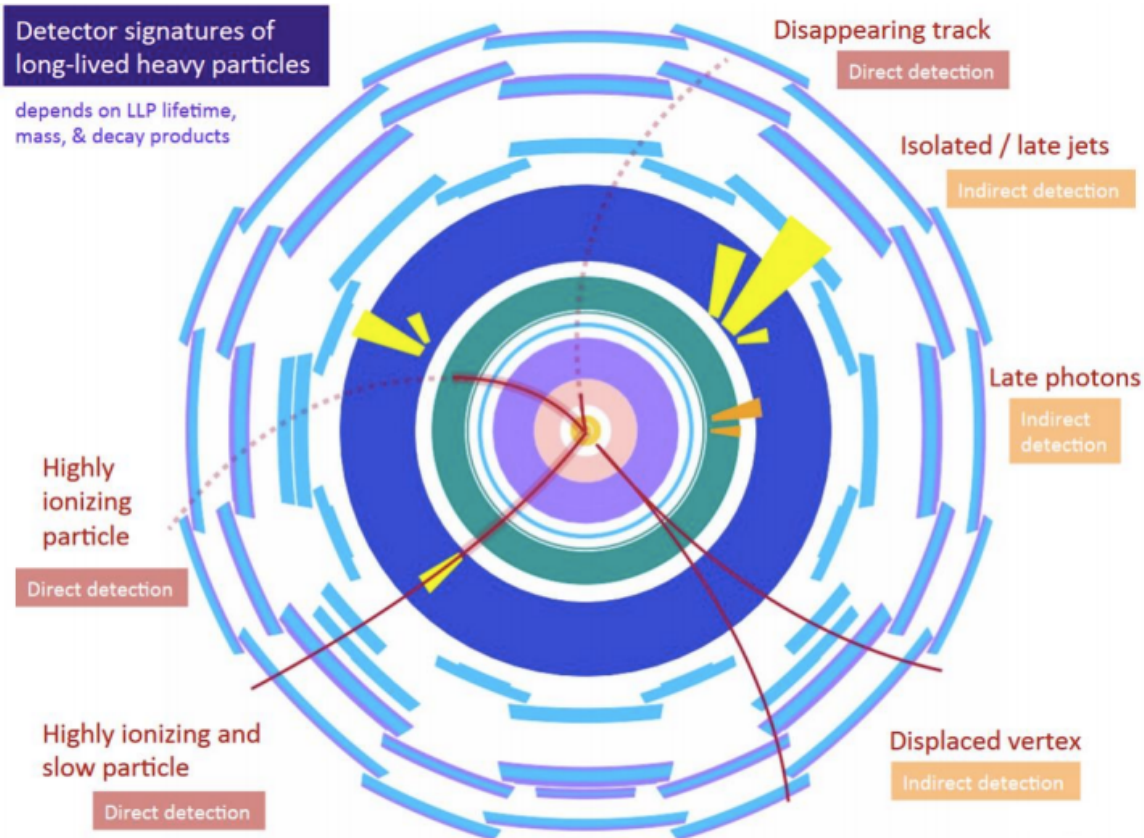 Detector signatures of
long-lived heavy particles
depends on LLP lifetime,
mass, & decay products
Disappearing track
Direct detection
Isolated / late jets
Indirect detection
Late photons
Indirect
detection
Highly
ionizing
particle
Direct detection
Highly ionizing and
slow particle
Direct detection
Displaced vertex
Indirect detection